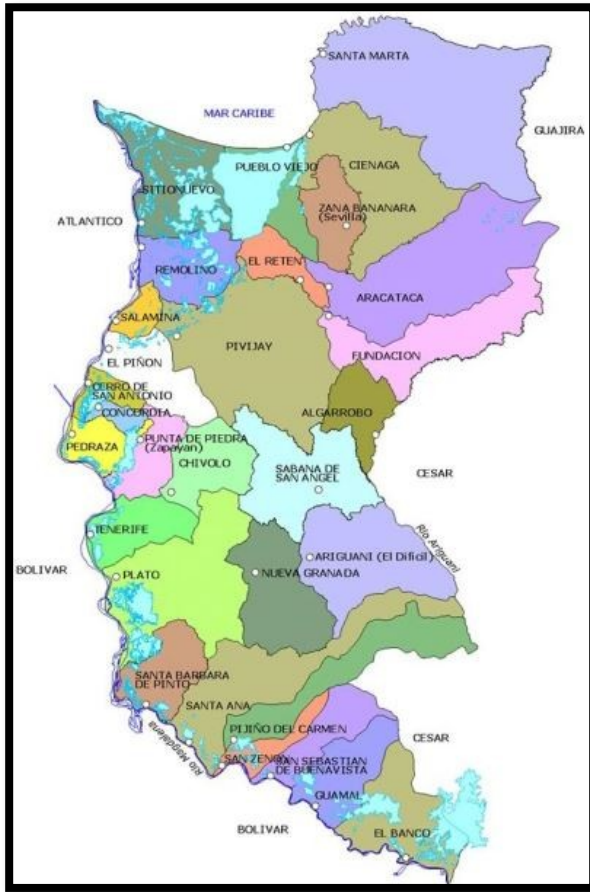 SANTA MARTA
MAR CARIBE
GUAJIRA
PUEBLO VIEJO
CIENAGA
SITIONUEVO
ZANA BANANARA
(Sevilla)
ATLANTICO
EL RETEN
REMOLINO
ARACATACA
SALAMINA
PIVIJAY
EL PIÑON
FUNDACION
CERRO DE
SAN ANTONIO
CONCORDIA
ALGARROBO
PEDRAZA
PUNTA DE PIEDRA
(Zapayan)
CHIVOLO
SABANA DE
SAN ANGEL
CESAR
TENERIFE
Río Ariguani
ARIGUANI (El Dificil)
BOLIVAR
PLATO
NUEVA GRANADA
SANTA BARBARA
DE PINTO
SANTA ANA
Río Magdalena
PIJIÑO DEL CARMEN
CESAR
SAN ZENON
SAN SEBASTIAN
DE BUENAVISTA
GUAMAL
BOLIVAR
EL BANCO